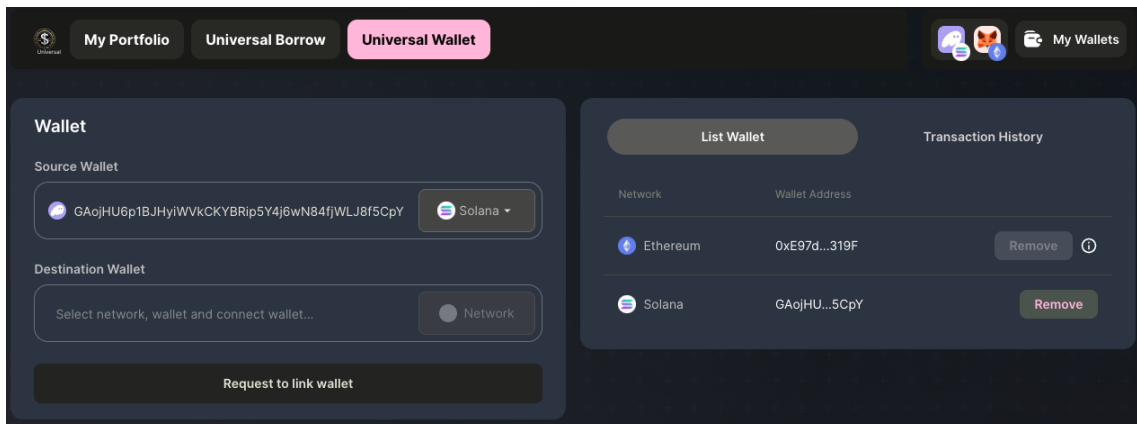 $
Universal
My Portfolio
Universal Borrow
Universal Wallet
My Wallets
Wallet
Source Wallet
GAojHU6p1BJHyiWVkCKYBRip5Y4j6wN84fjWLJ8f5CpY
Solana
Destination Wallet
Select network, wallet and connect wallet...
Network
Request to link wallet
List Wallet
Transaction History
Network Wallet Address
Ethereum 0xE97d...319F Remove
Solana GAojHU...5CpY Remove